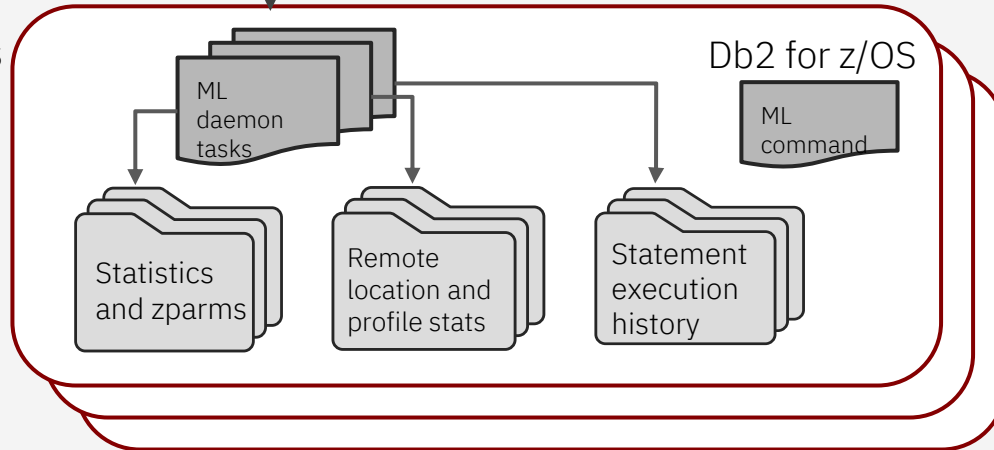 Db2 for z/OS
ML
daemon
tasks
ML
command
Statistics
and zparms
Remote
location and
profile stats
Statement
execution
history